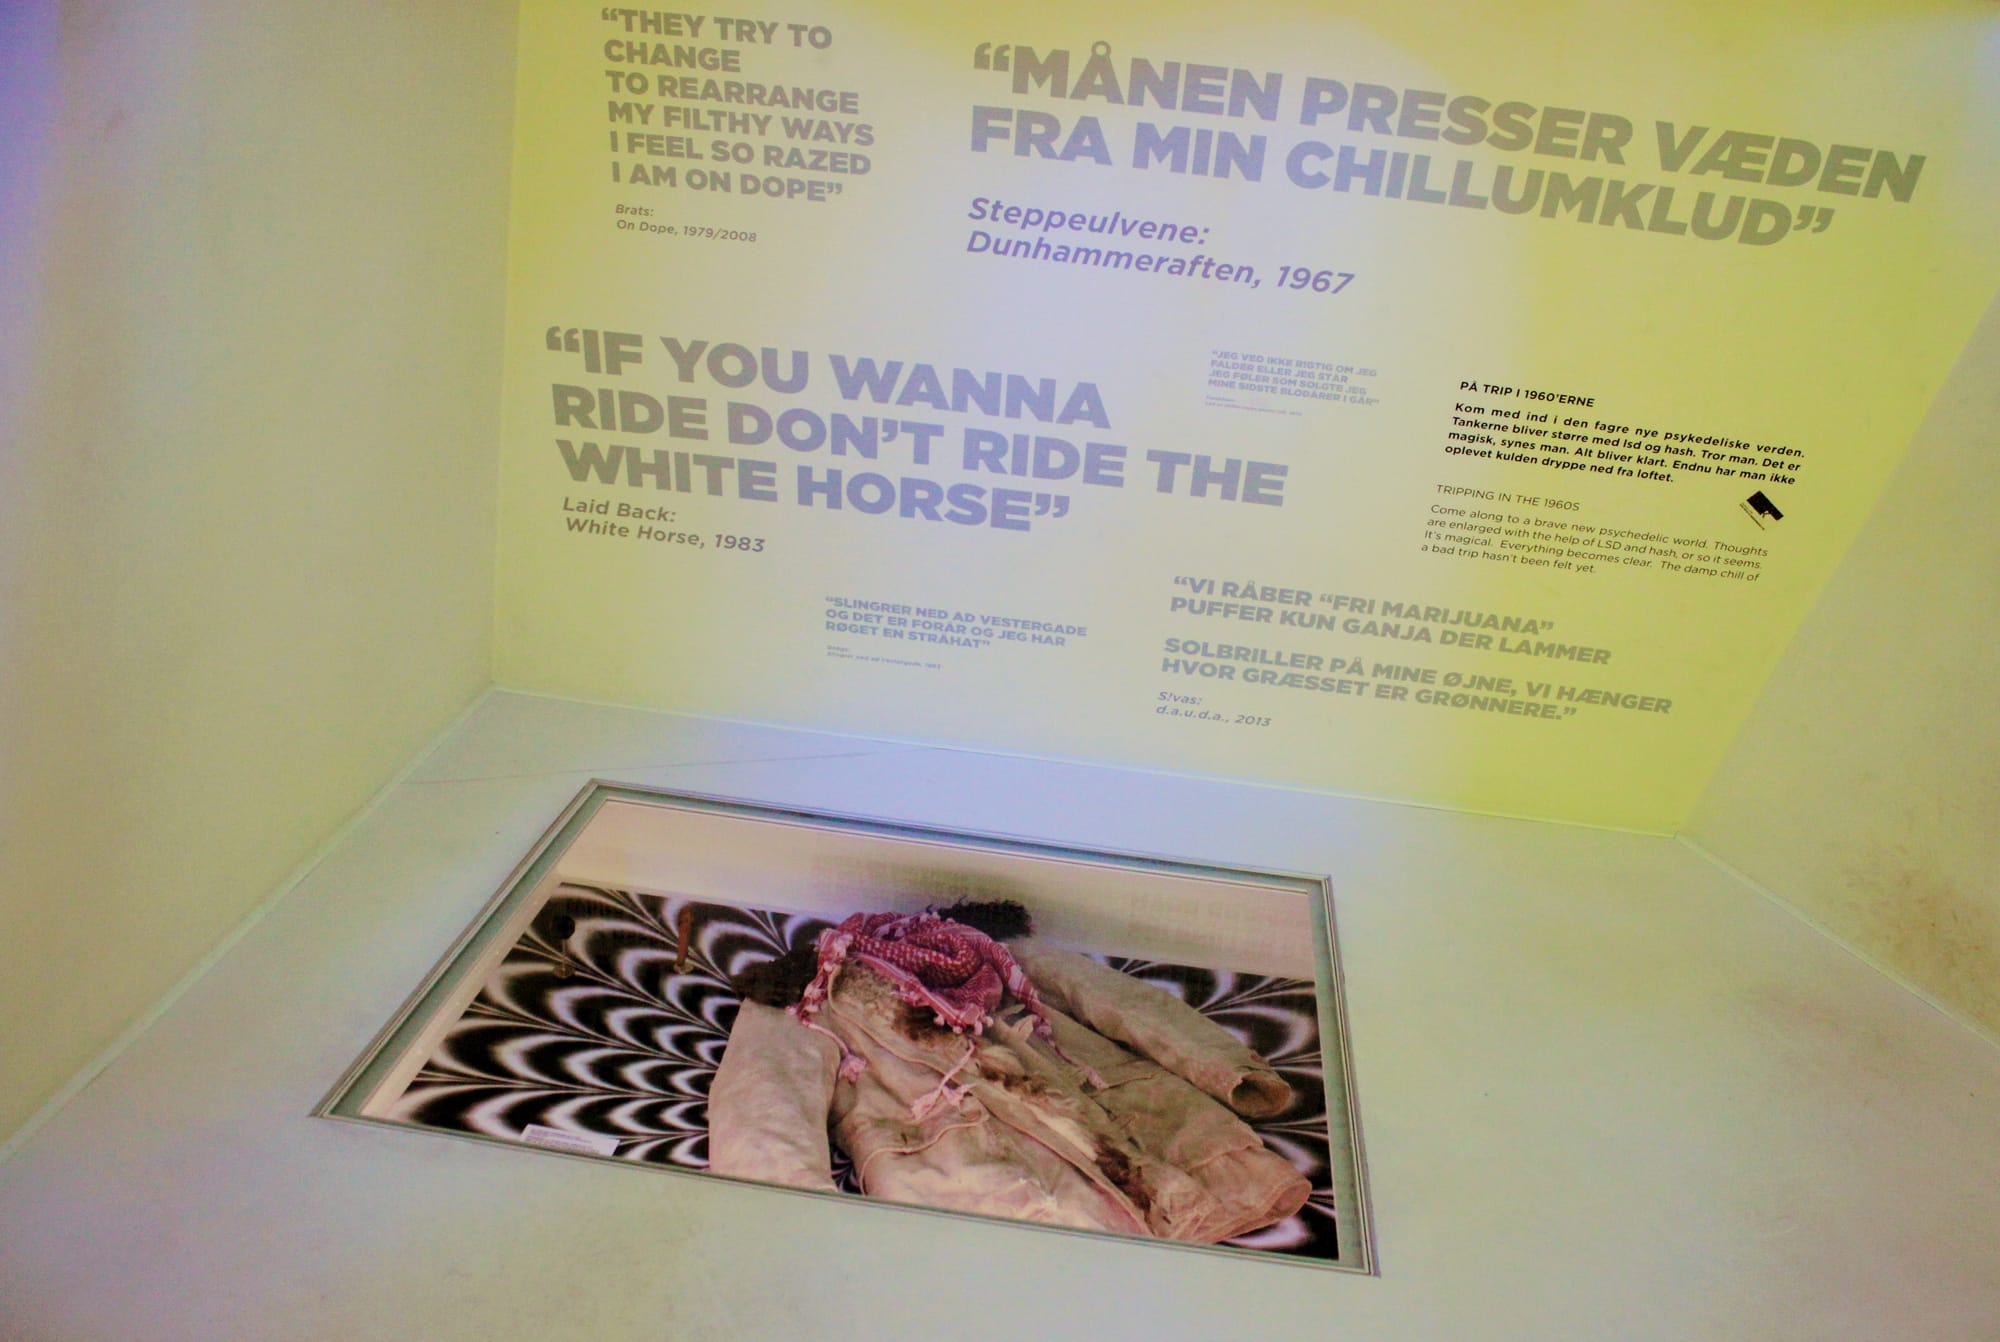 “THEY TRY TO
CHANGE
TO REARRANGE
MY FILTHY WAYS
I FEEL SO RAZED
I AM ON DOPE”
Brats:
On Dope, 1979/2008
“MÅNEN PRESSER VÆDEN
FRA MIN CHILLUMKLUD”
Steppeulvene:
Dunhammeraften, 1967
“IF YOU WANNA
RIDE DON’T RIDE THE
WHITE HORSE”
Laid Back:
White Horse, 1983
“JEG VED IKKE RIGTIG OM JEG
FALDER ELLER JEG STÅR
JEG FØLER SOM SOLGTE JEG
MINE SIDSTE BLODÅRER I GÅR”
PÅ TRIP I 1960’ERNE
Kom med ind i den fagre nye psykedeliske verden.
Tankerne bliver større med lsd og hash. Tror man. Det er
magisk, synes man. Alt bliver klart. Endnu har man ikke
oplevet kulden dryppe ned fra loftet.
TRIPPING IN THE 1960S
Come along to a brave new psychedelic world. Thoughts
are enlarged with the help of LSD and hash, or so it seems.
It’s magical. Everything becomes clear. The damp chill of
a bad trip hasn’t been felt yet.
“SLINGRER NED AD VESTERGADE
OG DET ER FORÅR OG JEG HAR
RØGET EN STRÅHAT”
Slingrer ned ad Vestergade,
“VI RÅBER “FRI MARIJUANA”
PUFFER KUN GANJA DER LAMMER
SOLBRILLER PÅ MINE ØJNE, VI HÆNGER
HVOR GRÆSSET ER GRØNNERE.”
S!vas:
d.a.u.d.a., 2013